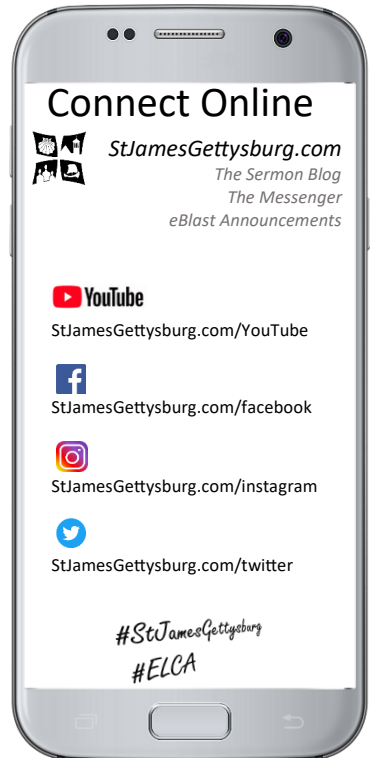 Connect Online
StJamesGettysburg.com
The Sermon Blog
The Messenger
eBlast Announcements
YouTube
StJamesGettysburg.com/YouTube
StJamesGettysburg.com/facebook
StJamesGettysburg.com/instagram
StJamesGettysburg.com/twitter
#StJamesGettysburg
#ELCA